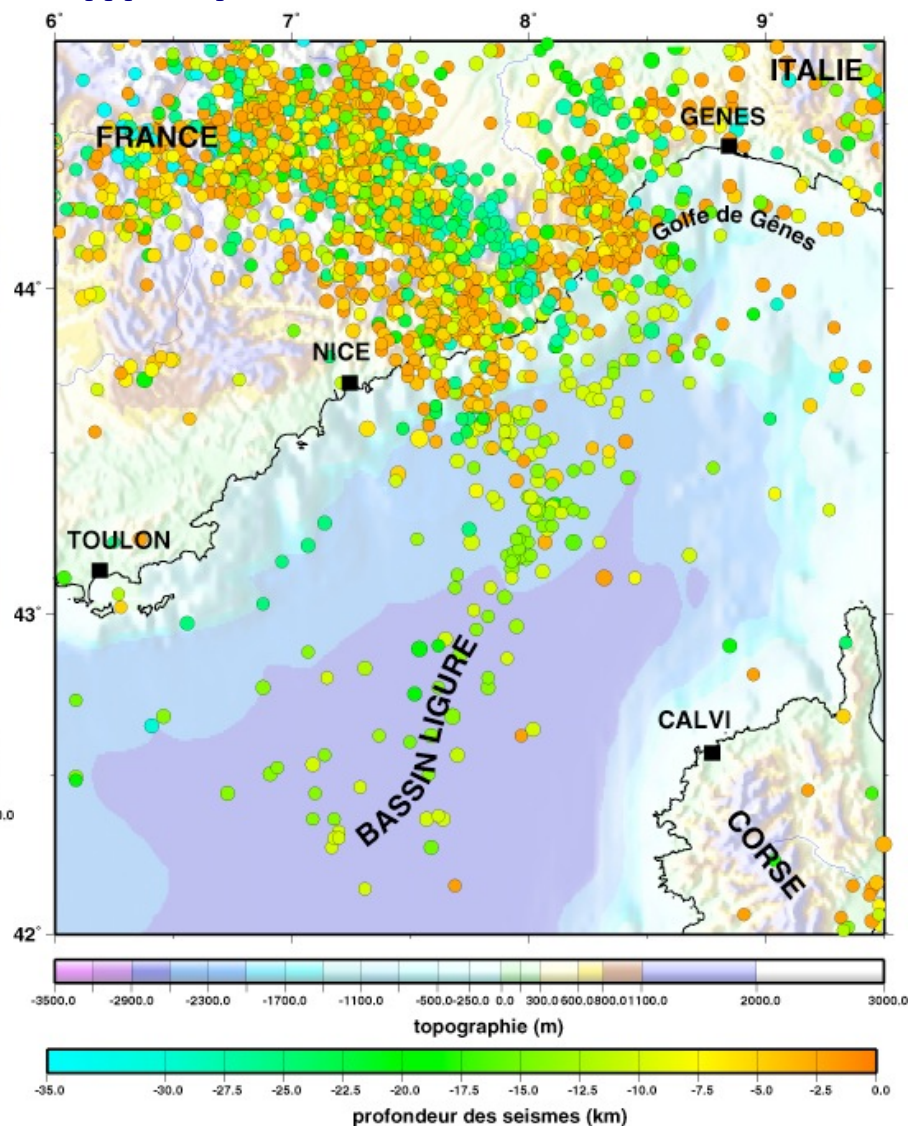 6° 7° 8° 9°
ITALIE
GENES
FRANCE
Golfe de Gênes
44°
NICE
TOULON
43°
BASSIN LIGURE
CALVI
CORSE
42°
0.0
-3500.0 -2900.0 -2300.0 -1700.0 -1100.0 -500.0 -250.0 0.0 300.0 600.0 800.0 1100.0 2000.0 3000.0
topographie (m)
-35.0 -30.0 -27.5 -25.0 -22.5 -20.0 -17.5 -15.0 -12.5 -10.0 -7.5 -5.0 -2.5 0.0
profondeur des seismes (km)